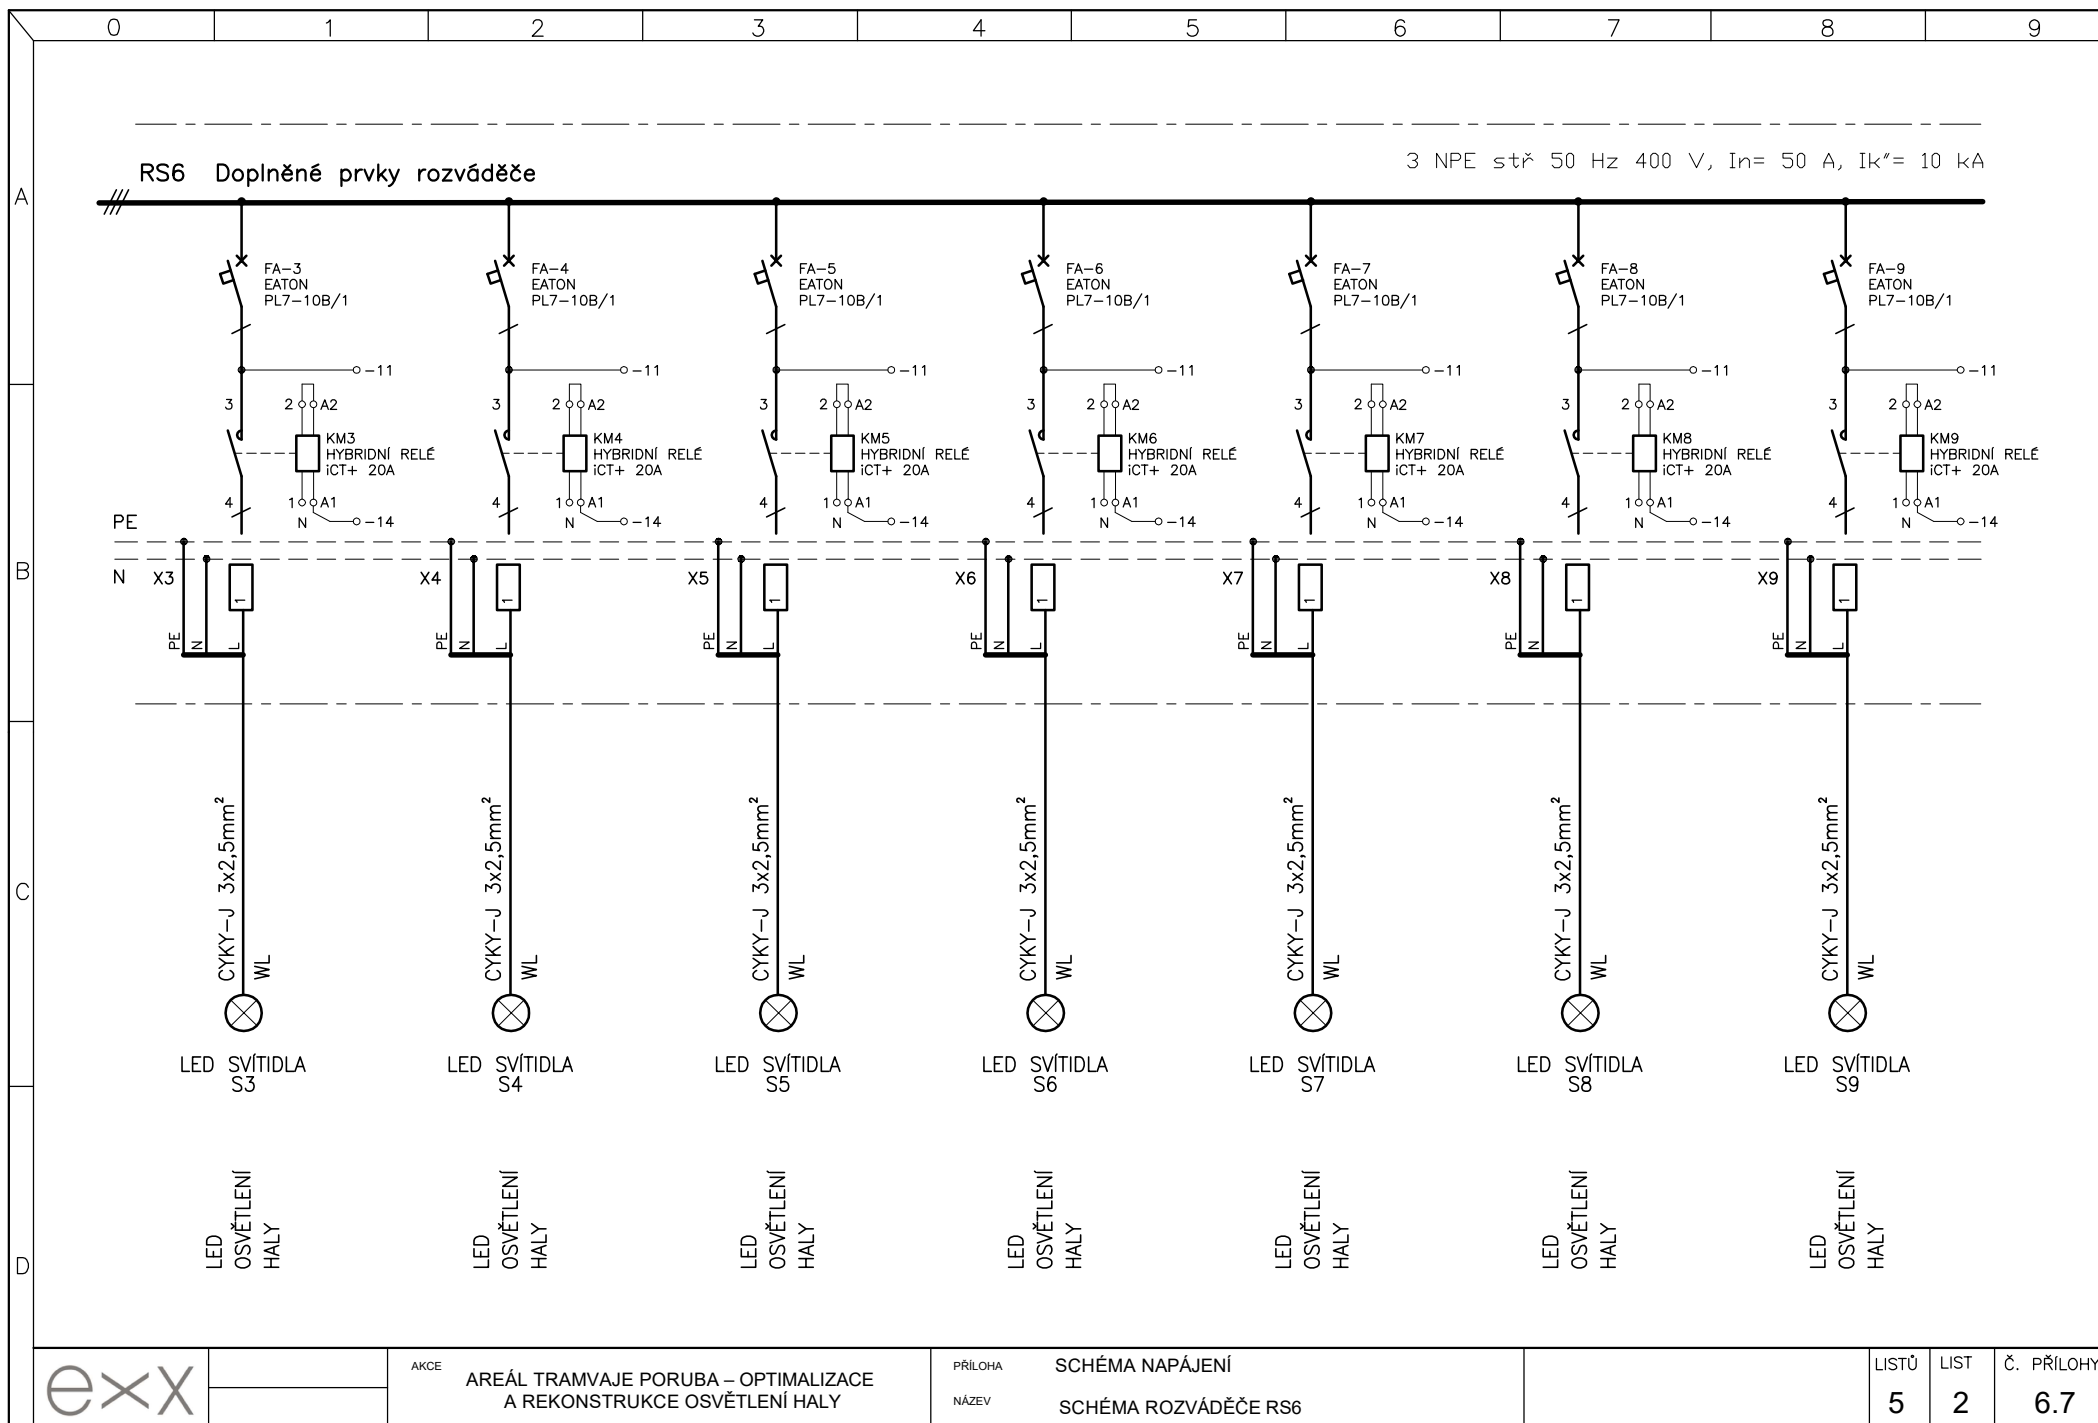 0 1 2 3 4 5 6 7 8 9
RS6 Doplněné prvky rozváděče
3 NPE stř 50 Hz 400 V, In= 50 A, Ik″= 10 kA
A
FA-3 FA-4 FA-5 FA-6 FA-7 FA-8 FA-9
EATON EATON EATON EATON EATON EATON EATON
PL7-10B/1 PL7-10B/1 PL7-10B/1 PL7-10B/1 PL7-10B/1 PL7-10B/1 PL7-10B/1
-11 -11 -11 -11 -11 -11 -11
3 2 A2 3 2 A2 3 2 A2 3 2 A2 3 2 A2 3 2 A2 3 2 A2
KM3 KM4 KM5 KM6 KM7 KM8 KM9
HYBRIDNÍ RELÉ HYBRIDNÍ RELÉ HYBRIDNÍ RELÉ HYBRIDNÍ RELÉ HYBRIDNÍ RELÉ HYBRIDNÍ RELÉ HYBRIDNÍ RELÉ
iCT+ 20A iCT+ 20A iCT+ 20A iCT+ 20A iCT+ 20A iCT+ 20A iCT+ 20A
4 1 A1 4 1 A1 4 1 A1 4 1 A1 4 1 A1 4 1 A1 4 1 A1
PE N -14 N -14 N -14 N -14 N -14 N -14 N -14
B
N X3 X4 X5 X6 X7 X8 X9
1 1 1 1 1 1 1
PE N L PE N L PE N L PE N L PE N L PE N L PE N L
C
CYKY-J 3x2,5mm² CYKY-J 3x2,5mm² CYKY-J 3x2,5mm² CYKY-J 3x2,5mm² CYKY-J 3x2,5mm² CYKY-J 3x2,5mm² CYKY-J 3x2,5mm²
WL WL WL WL WL WL WL
LED SVÍTIDLA LED SVÍTIDLA LED SVÍTIDLA LED SVÍTIDLA LED SVÍTIDLA LED SVÍTIDLA LED SVÍTIDLA
S3 S4 S5 S6 S7 S8 S9
D
LED LED LED LED LED LED LED
OSVĚTLENÍ OSVĚTLENÍ OSVĚTLENÍ OSVĚTLENÍ OSVĚTLENÍ OSVĚTLENÍ OSVĚTLENÍ
HALY HALY HALY HALY HALY HALY HALY
exx
AKCE
AREÁL TRAMVAJE PORUBA – OPTIMALIZACE
A REKONSTRUKCE OSVĚTLENÍ HALY
PŘÍLOHA SCHÉMA NAPÁJENÍ
NÁZEV SCHÉMA ROZVÁDĚČE RS6
LISTŮ LIST Č. PŘÍLOHY
5 2 6.7